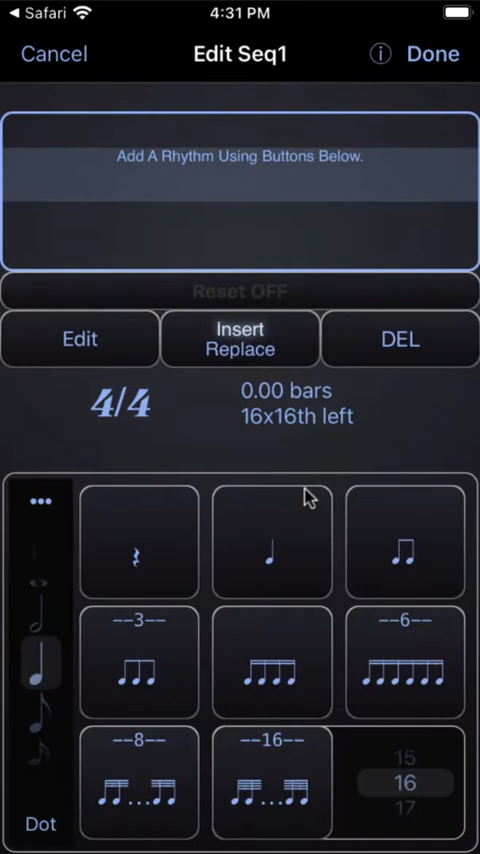 ◀ Safari 4:31 PM
Cancel Edit Seq1 ⓘ Done
Add A Rhythm Using Buttons Below.
Reset OFF
Edit
Insert
Replace
DEL
4/4
0.00 bars
16x16th left
•••
--3--
--6--
--8--
--16--
15
16
17
Dot